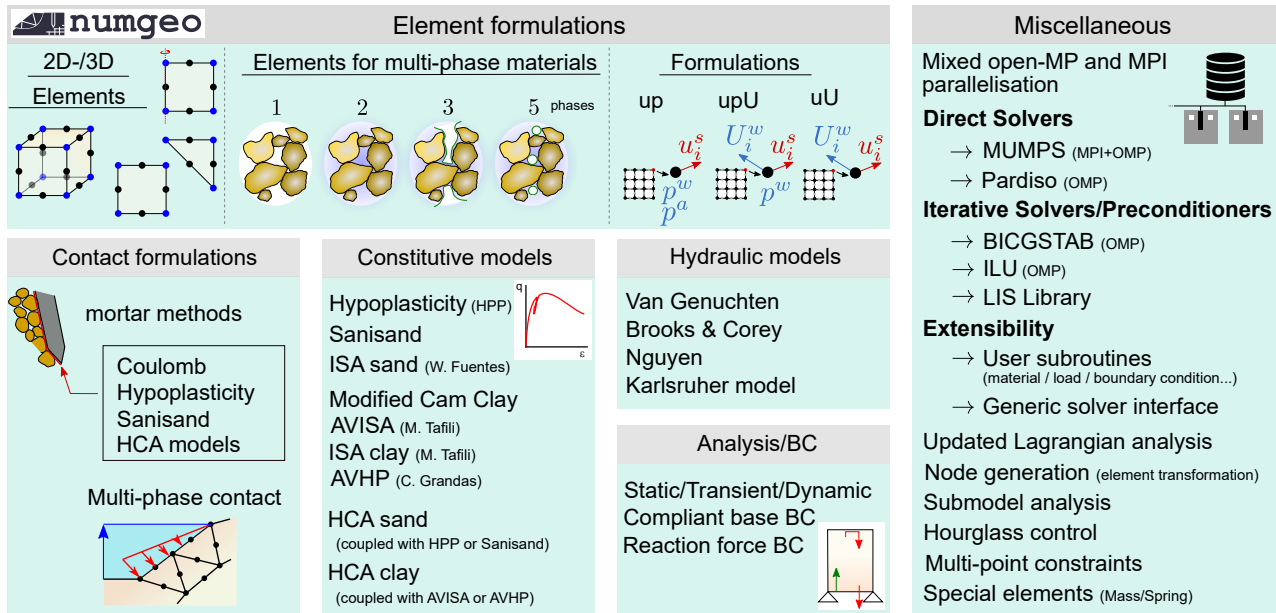 numgeo
Element formulations
2D-/3D
Elements
Elements for multi-phase materials
1 2 3 5 phases
Formulations
up upU uU
u_i^s
p^w
p^a
U_i^w u_i^s
p^w
U_i^w u_i^s
Contact formulations
mortar methods
Coulomb
Hypoplasticity
Sanisand
HCA models
Multi-phase contact
Constitutive models
Hypoplasticity (HPP)
Sanisand
ISA sand (W. Fuentes)
Modified Cam Clay
AVISA (M. Tafili)
ISA clay (M. Tafili)
AVHP (C. Grandas)
HCA sand
(coupled with HPP or Sanisand)
HCA clay
(coupled with AVISA or AVHP)
q
ε
Hydraulic models
Van Genuchten
Brooks & Corey
Nguyen
Karlsruher model
Analysis/BC
Static/Transient/Dynamic
Compliant base BC
Reaction force BC
Miscellaneous
Mixed open-MP and MPI
parallelisation
Direct Solvers
→ MUMPS (MPI+OMP)
→ Pardiso (OMP)
Iterative Solvers/Preconditioners
→ BICGSTAB (OMP)
→ ILU (OMP)
→ LIS Library
Extensibility
→ User subroutines
(material / load / boundary condition...)
→ Generic solver interface
Updated Lagrangian analysis
Node generation (element transformation)
Submodel analysis
Hourglass control
Multi-point constraints
Special elements (Mass/Spring)